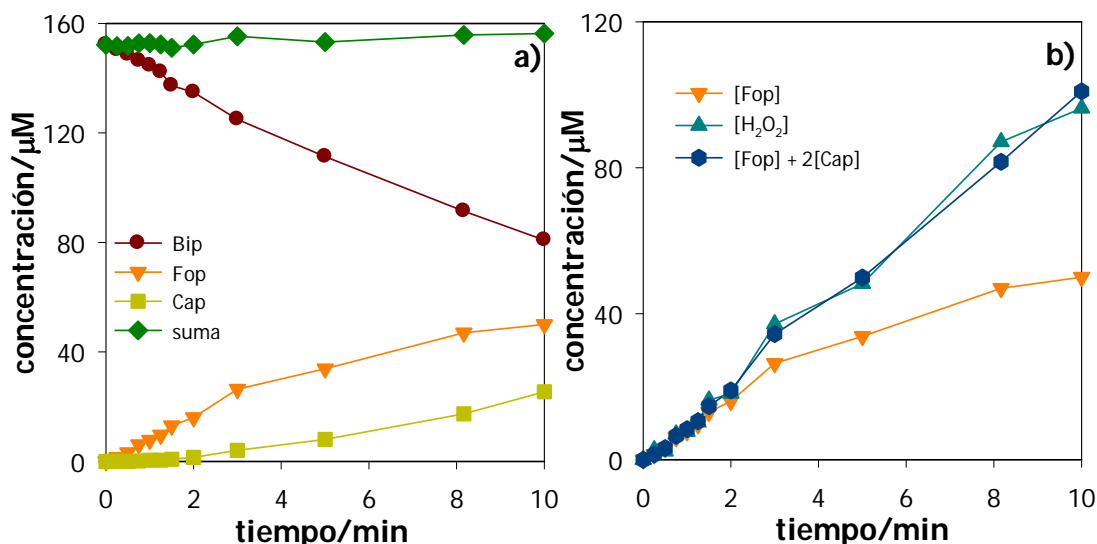 a)
concentración/μM
160
120
80
40
0
Bip
Fop
Cap
suma
0 2 4 6 8 10
tiempo/min
b)
concentración/μM
120
80
40
0
[Fop]
[H₂O₂]
[Fop] + 2[Cap]
0 2 4 6 8 10
tiempo/min